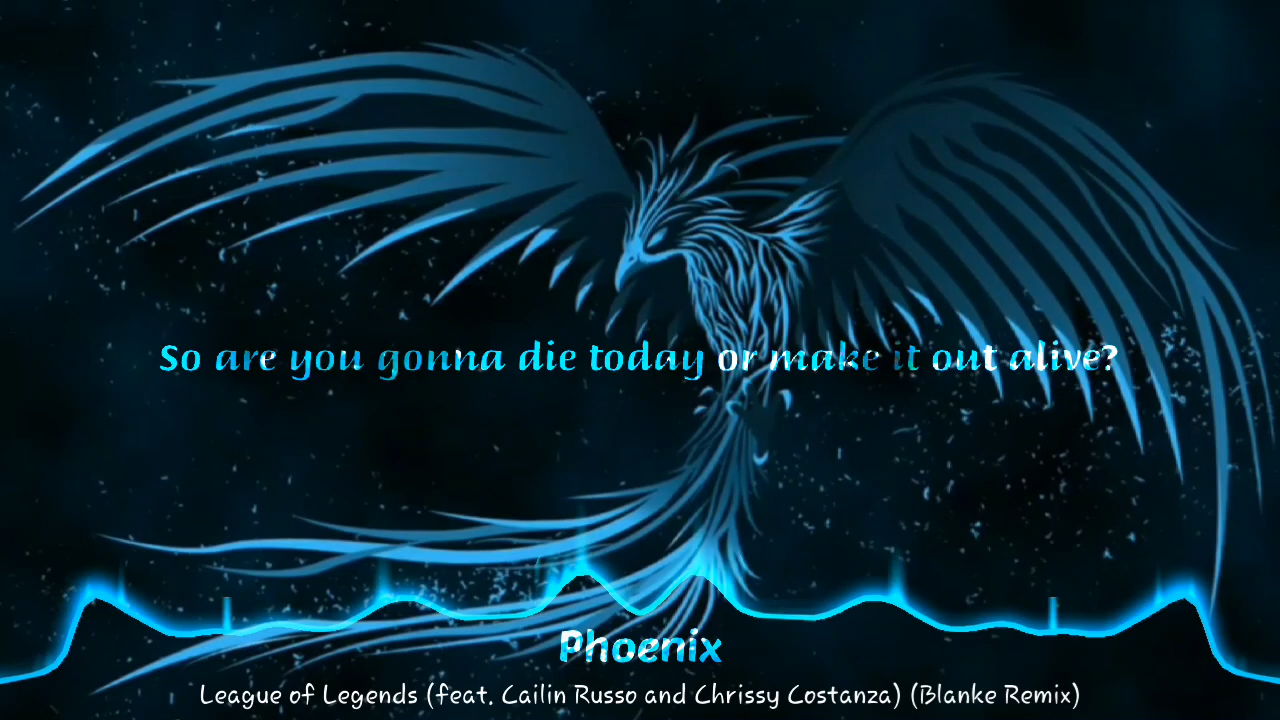 So are you gonna die today or make it out alive?
Phoenix
League of Legends (feat. Cailin Russo and Chrissy Costanza) (Blanke Remix)